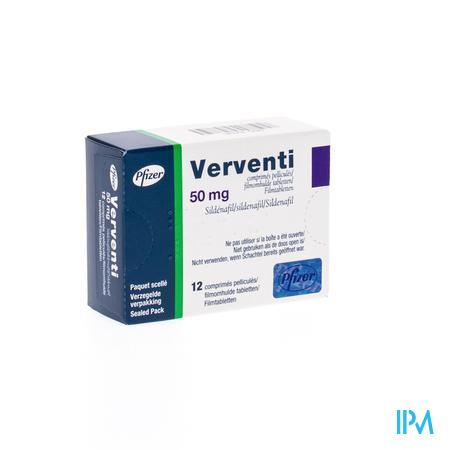 Pfizer
Verventi
50 mg
comprimés pelliculés/
filmomhulde tabletten/
Filmtabletten
Sildénafil/sildenafil/Sildenafil
Ne pas utiliser si la boîte a été ouverte/
Niet gebruiken als de doos open is/
Nicht verwenden, wenn Schachtel bereits geöffnet war.
12 comprimés pelliculés/
filmomhulde tabletten/
Filmtabletten
Pfizer
Verventi
50 mg
12
Paquet scellé
Verzegelde
verpakking
Sealed Pack
IPM